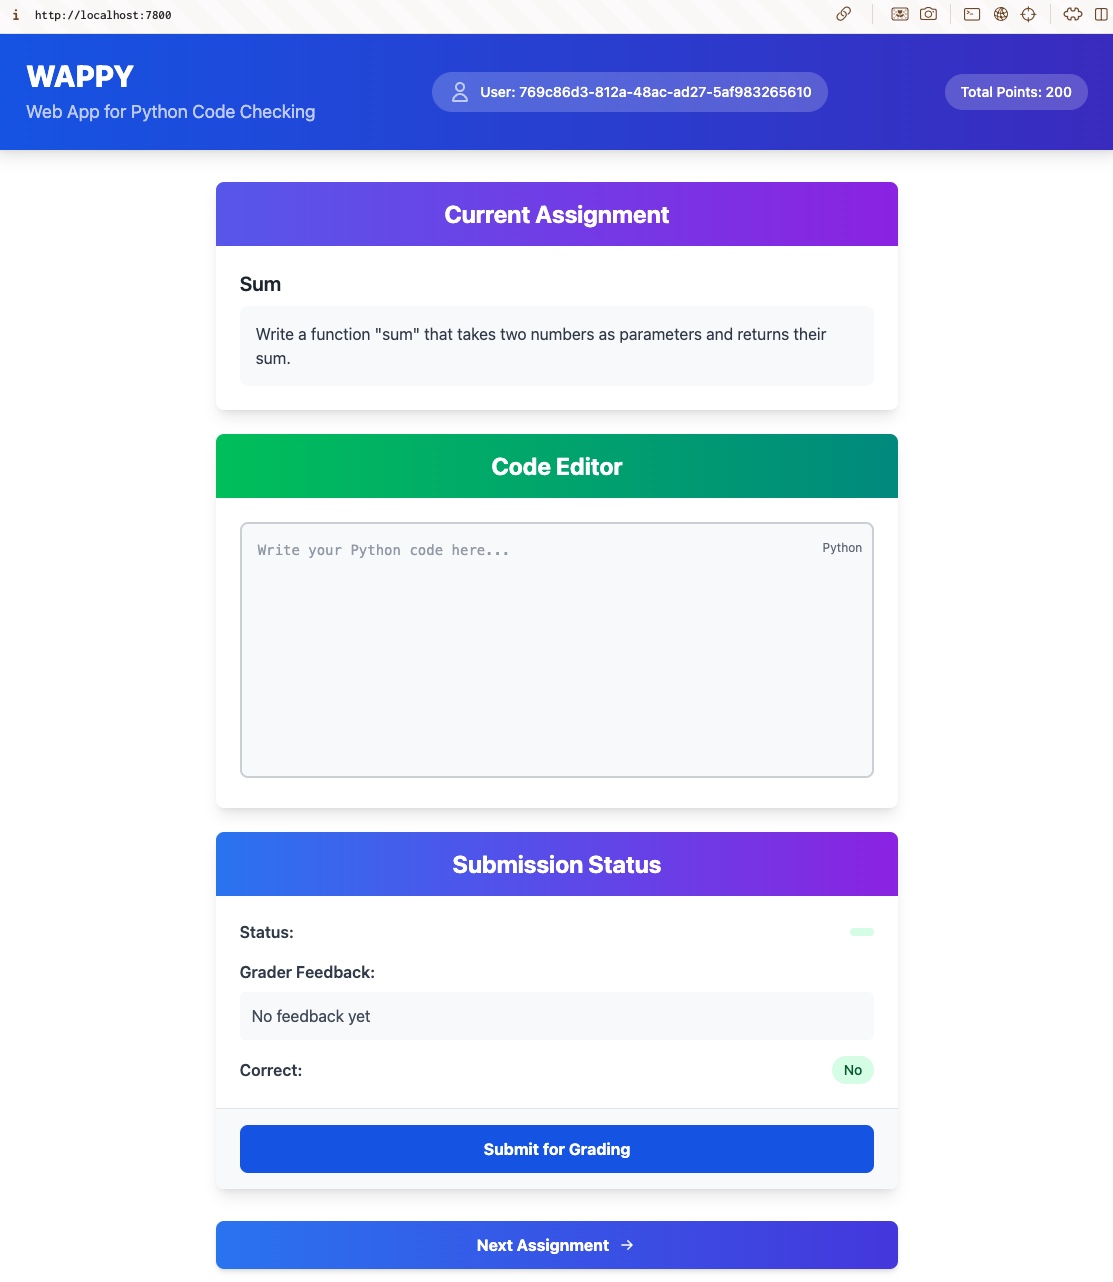 i http://localhost:7800
WAPPY
Web App for Python Code Checking
User: 769c86d3-812a-48ac-ad27-5af983265610
Total Points: 200
Current Assignment
Sum
Write a function "sum" that takes two numbers as parameters and returns their
sum.
Code Editor
Write your Python code here...
Python
Submission Status
Status:
Grader Feedback:
No feedback yet
Correct:
No
Submit for Grading
Next Assignment →